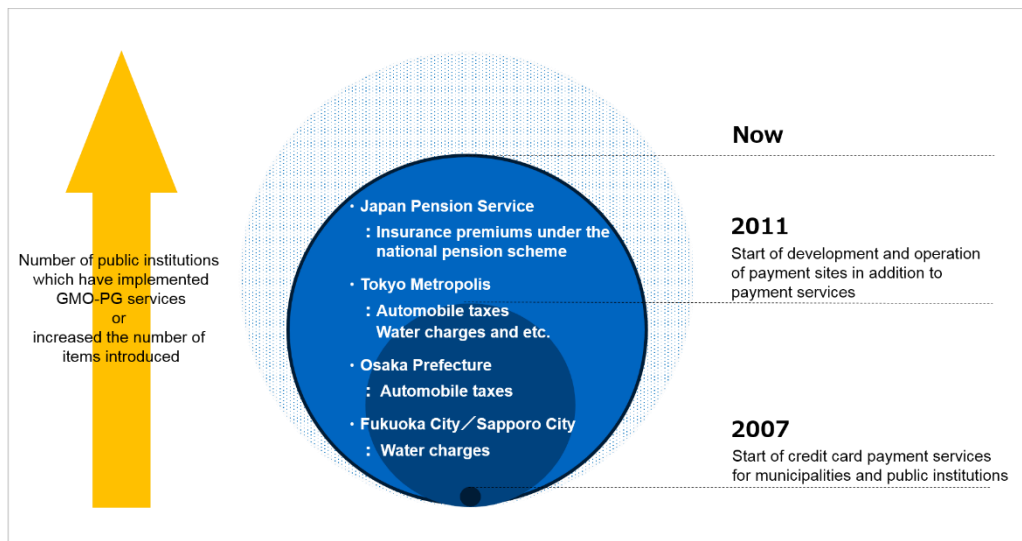 Number of public institutions
which have implemented
GMO-PG services
or
increased the number of
items introduced
・Japan Pension Service
：Insurance premiums under the
national pension scheme
・Tokyo Metropolis
：Automobile taxes
Water charges and etc.
・Osaka Prefecture
： Automobile taxes
・Fukuoka City／Sapporo City
： Water charges
Now
2011
Start of development and operation
of payment sites in addition to
payment services
2007
Start of credit card payment services
for municipalities and public institutions